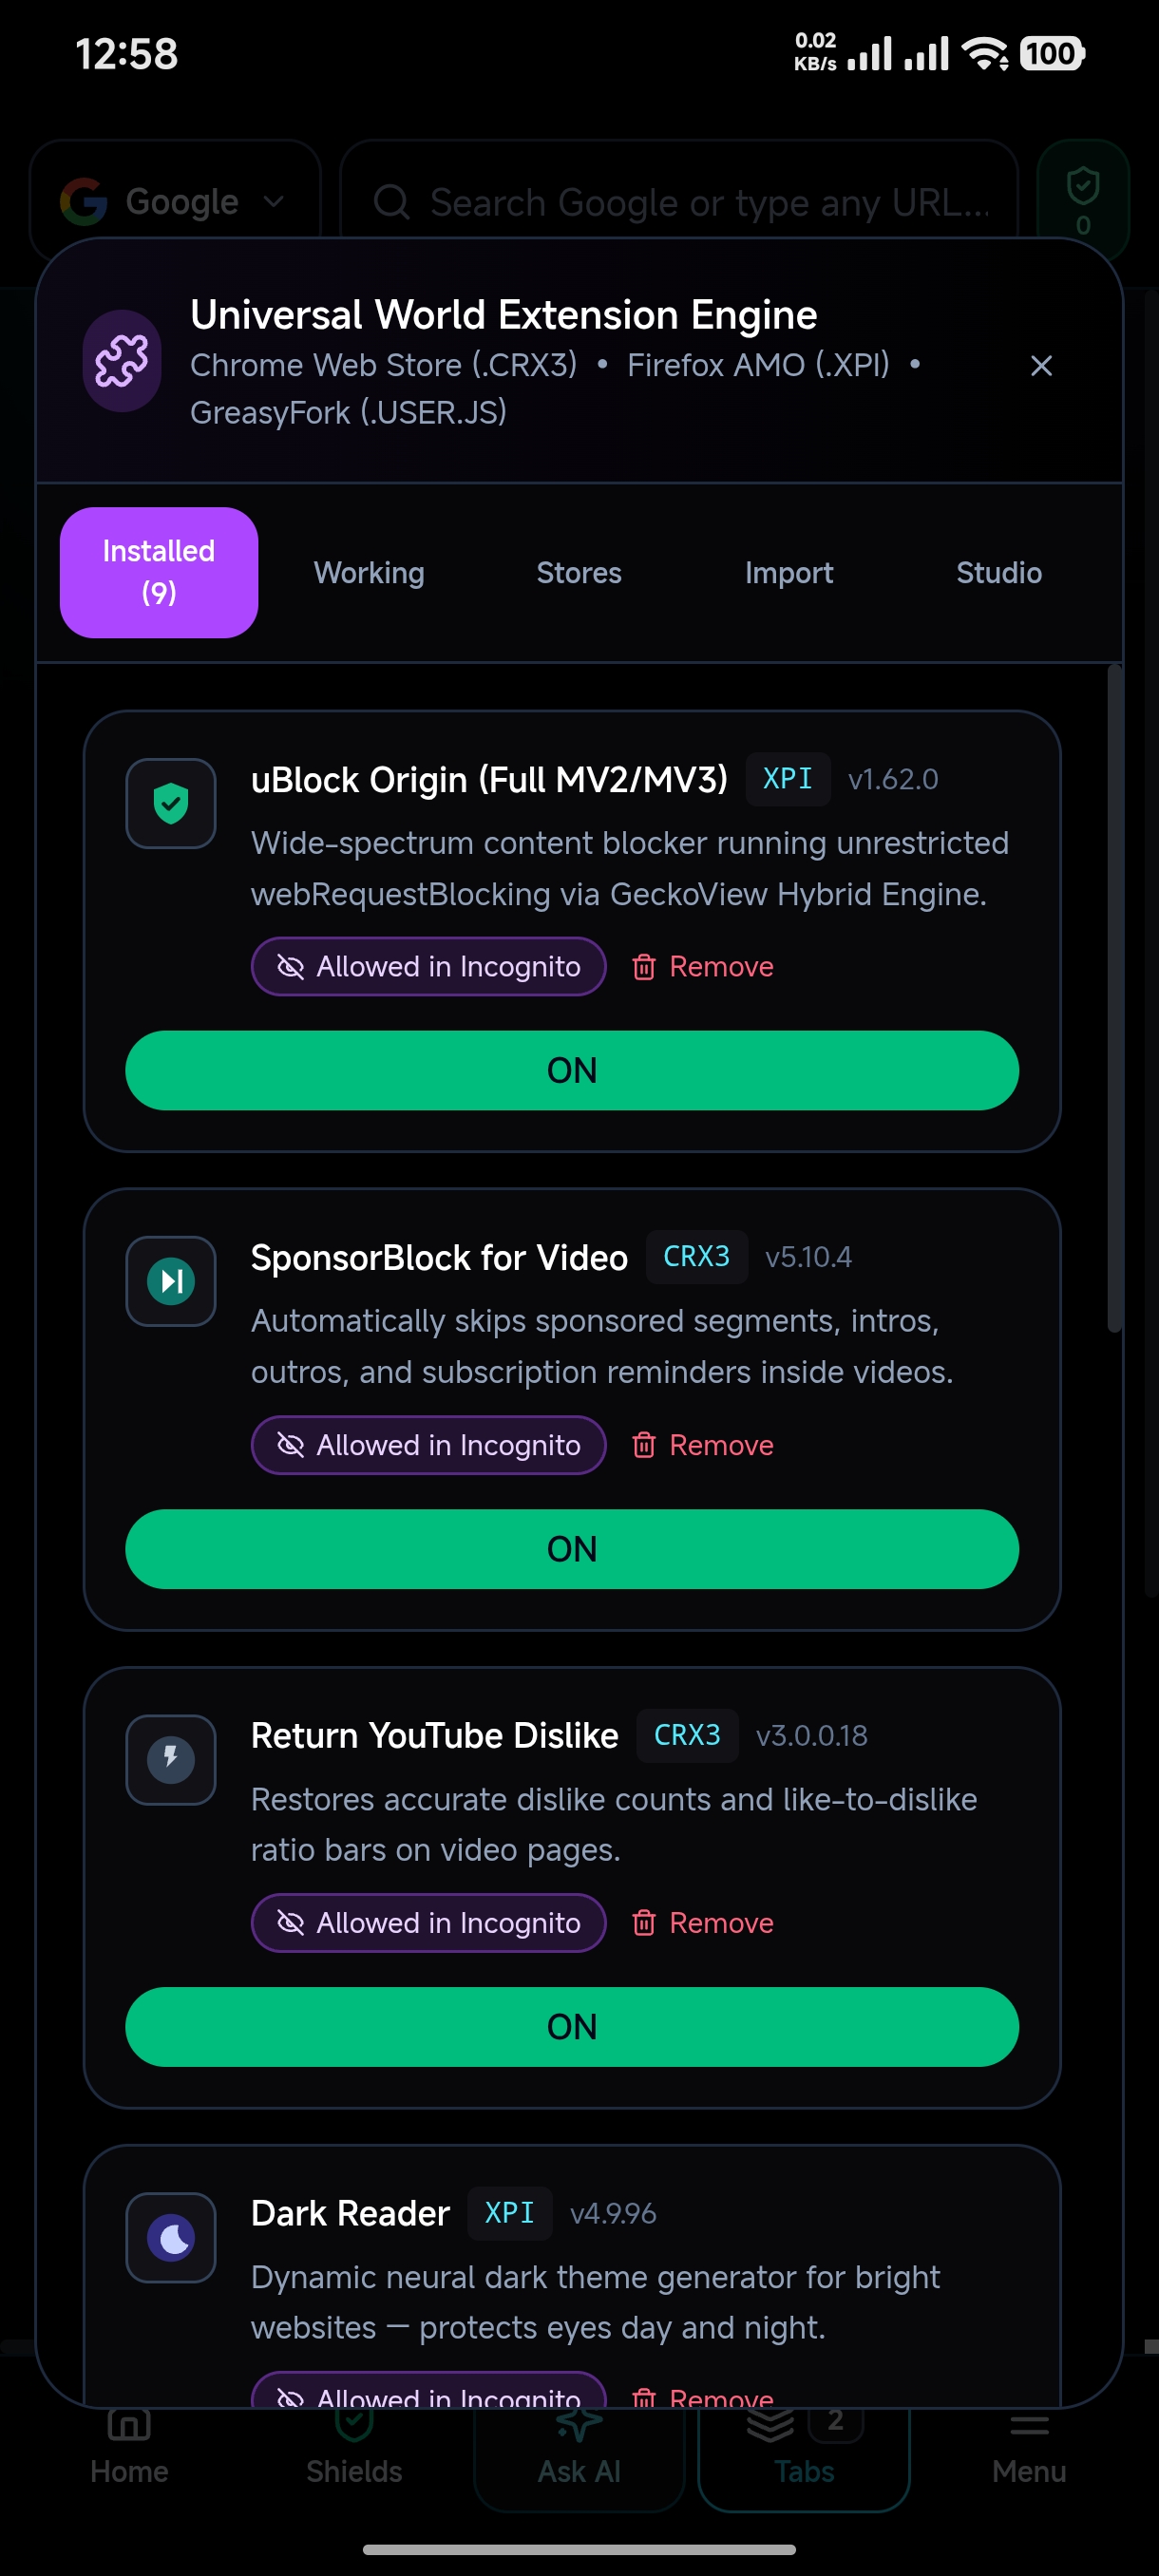 12:58
0.02
KB/s
100
Google
Search Google or type any URL...
0
Universal World Extension Engine
Chrome Web Store (.CRX3) • Firefox AMO (.XPI) •
GreasyFork (.USER.JS)
Installed
(9)
Working
Stores
Import
Studio
uBlock Origin (Full MV2/MV3) XPI v1.62.0
Wide-spectrum content blocker running unrestricted
webRequestBlocking via GeckoView Hybrid Engine.
Allowed in Incognito Remove
ON
SponsorBlock for Video CRX3 v5.10.4
Automatically skips sponsored segments, intros,
outros, and subscription reminders inside videos.
Allowed in Incognito Remove
ON
Return YouTube Dislike CRX3 v3.0.0.18
Restores accurate dislike counts and like-to-dislike
ratio bars on video pages.
Allowed in Incognito Remove
ON
Dark Reader XPI v4.9.96
Dynamic neural dark theme generator for bright
websites — protects eyes day and night.
Allowed in Incognito Remove
2
Home
Shields
Ask AI
Tabs
Menu